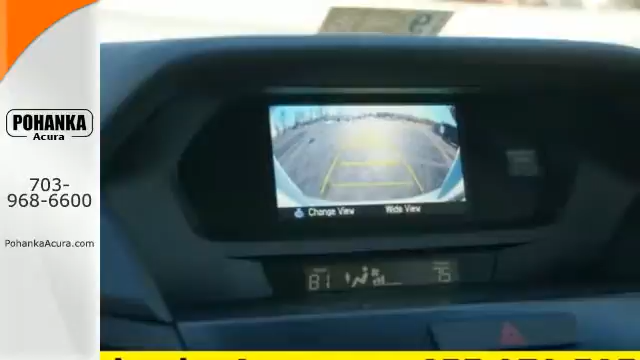 POHANKA
Acura
703-
968-6600
PohankaAcura.com
Change View
Wide View
81
75